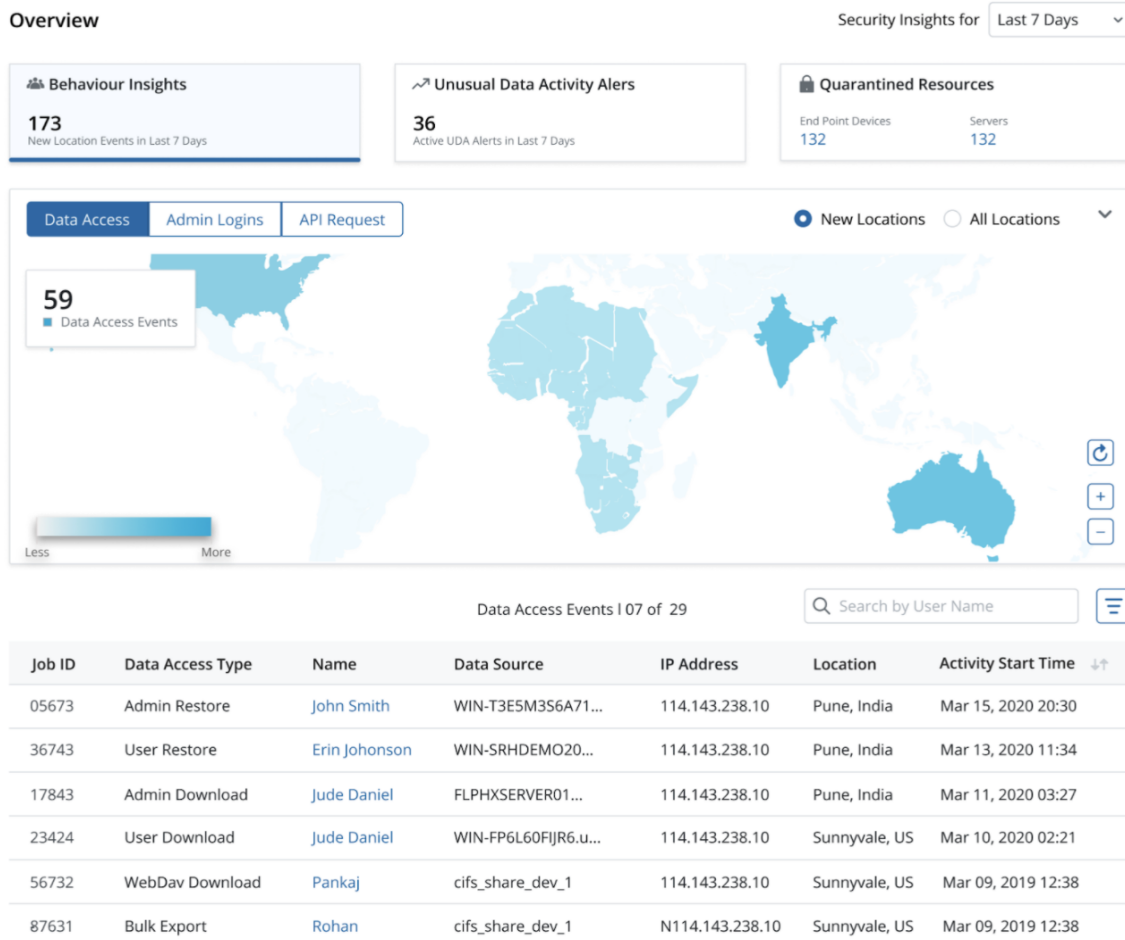 Overview
Security Insights for Last 7 Days
Behaviour Insights
173
New Location Events in Last 7 Days
Unusual Data Activity Alers
36
Active UDA Alerts in Last 7 Days
Quarantined Resources
End Point Devices Servers
132 132
Data Access Admin Logins API Request
New Locations All Locations
59
Data Access Events
Less More
+
−
Data Access Events l 07 of 29
Search by User Name
Job ID Data Access Type Name Data Source IP Address Location Activity Start Time
05673 Admin Restore John Smith WIN-T3E5M3S6A71... 114.143.238.10 Pune, India Mar 15, 2020 20:30
36743 User Restore Erin Johonson WIN-SRHDEMO20... 114.143.238.10 Pune, India Mar 13, 2020 11:34
17843 Admin Download Jude Daniel FLPHXSERVER01... 114.143.238.10 Pune, India Mar 11, 2020 03:27
23424 User Download Jude Daniel WIN-FP6L60FIJR6.u... 114.143.238.10 Sunnyvale, US Mar 10, 2020 02:21
56732 WebDav Download Pankaj cifs_share_dev_1 114.143.238.10 Sunnyvale, US Mar 09, 2019 12:38
87631 Bulk Export Rohan cifs_share_dev_1 N114.143.238.10 Sunnyvale, US Mar 09, 2019 12:38